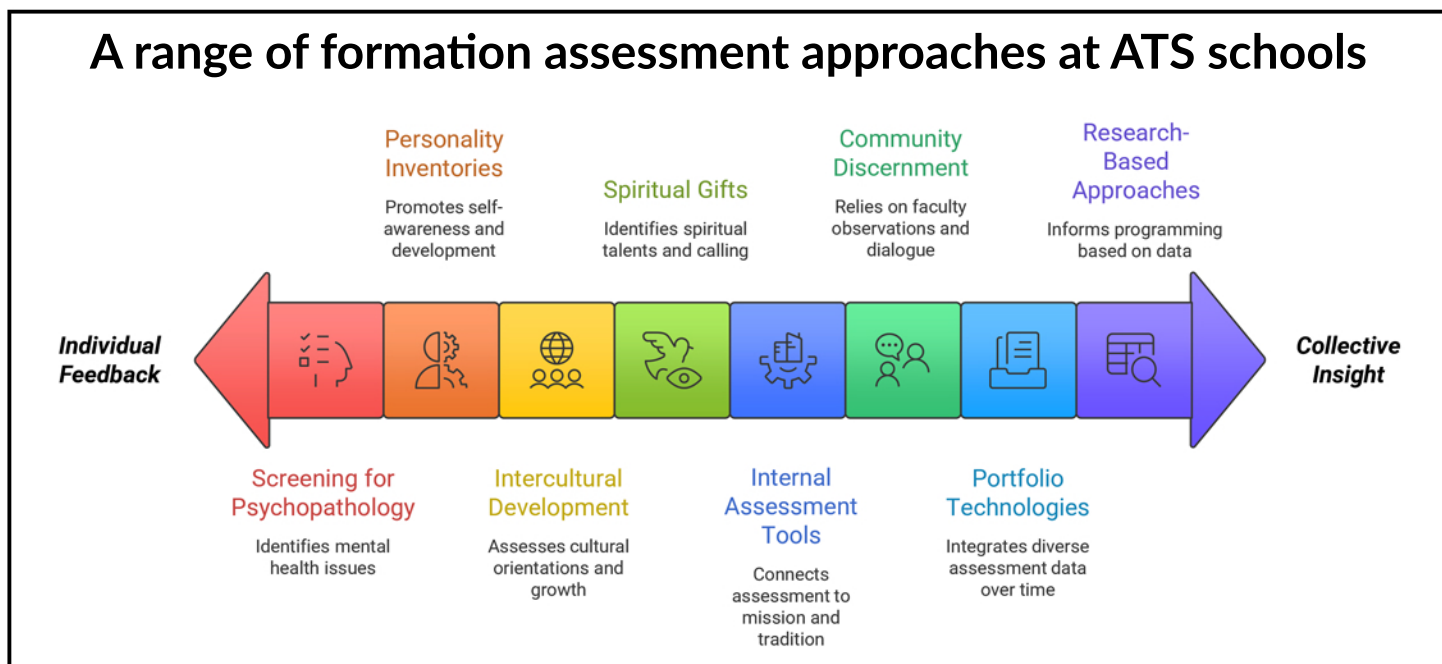 A range of formation assessment approaches at ATS schools
Personality
Inventories
Promotes self-
awareness and
development
Spiritual Gifts
Identifies spiritual
talents and calling
Community
Discernment
Relies on faculty
observations and
dialogue
Research-
Based
Approaches
Informs programming
based on data
Individual
Feedback
Collective
Insight
Screening for
Psychopathology
Identifies mental
health issues
Intercultural
Development
Assesses cultural
orientations and
growth
Internal
Assessment
Tools
Connects
assessment to
mission and
tradition
Portfolio
Technologies
Integrates diverse
assessment data
over time